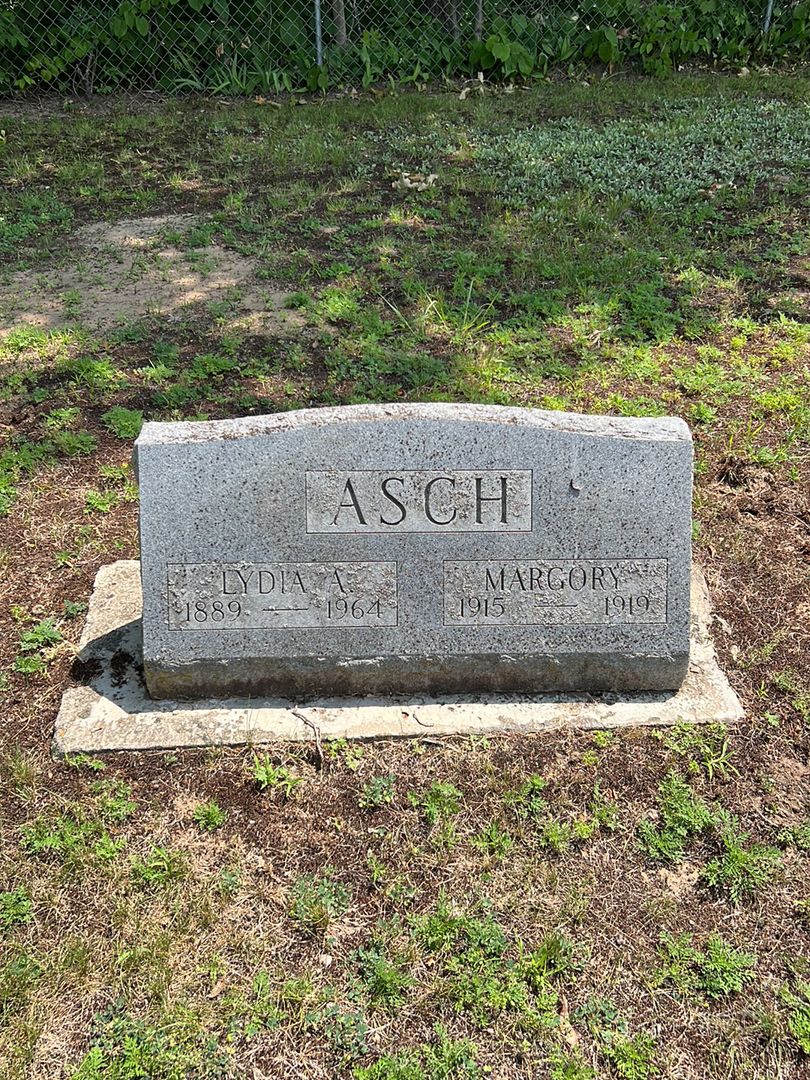 ASCH
LYDIA A.
1889 — 1964
MARGORY
1915 — 1919